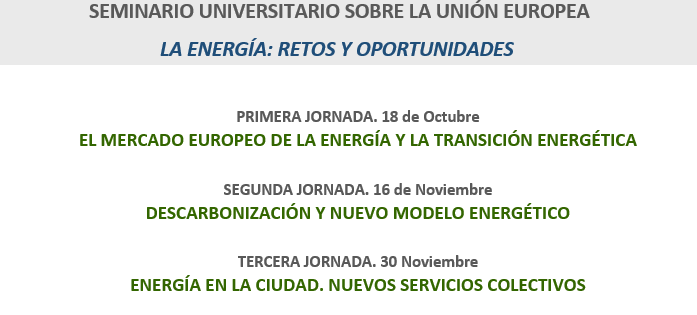 SEMINARIO UNIVERSITARIO SOBRE LA UNIÓN EUROPEA
LA ENERGÍA: RETOS Y OPORTUNIDADES
PRIMERA JORNADA. 18 de Octubre
EL MERCADO EUROPEO DE LA ENERGÍA Y LA TRANSICIÓN ENERGÉTICA
SEGUNDA JORNADA. 16 de Noviembre
DESCARBONIZACIÓN Y NUEVO MODELO ENERGÉTICO
TERCERA JORNADA. 30 Noviembre
ENERGÍA EN LA CIUDAD. NUEVOS SERVICIOS COLECTIVOS